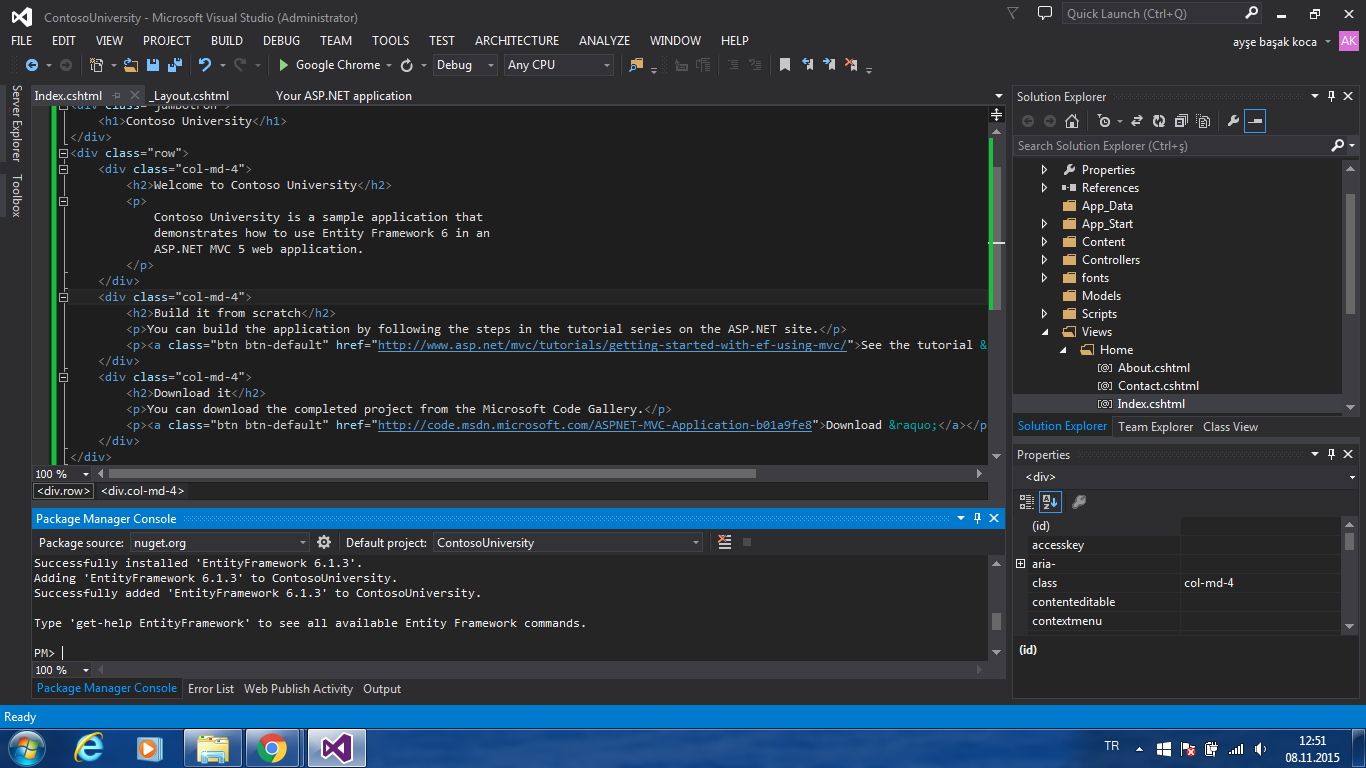 ContosoUniversity - Microsoft Visual Studio (Administrator)
Quick Launch (Ctrl+Q)
FILE EDIT VIEW PROJECT BUILD DEBUG TEAM TOOLS TEST ARCHITECTURE ANALYZE WINDOW HELP
ayşe başak koca
AK
Google Chrome Debug Any CPU
Server Explorer
Toolbox
Index.cshtml _Layout.cshtml Your ASP.NET application
<div class="jumbotron">
<h1>Contoso University</h1>
</div>
<div class="row">
<div class="col-md-4">
<h2>Welcome to Contoso University</h2>
<p>
Contoso University is a sample application that
demonstrates how to use Entity Framework 6 in an
ASP.NET MVC 5 web application.
</p>
</div>
<div class="col-md-4">
<h2>Build it from scratch</h2>
<p>You can build the application by following the steps in the tutorial series on the ASP.NET site.</p>
<p><a class="btn btn-default" href="http://www.asp.net/mvc/tutorials/getting-started-with-ef-using-mvc/">See the tutorial &
</div>
<div class="col-md-4">
<h2>Download it</h2>
<p>You can download the completed project from the Microsoft Code Gallery.</p>
<p><a class="btn btn-default" href="http://code.msdn.microsoft.com/ASPNET-MVC-Application-b01a9fe8">Download &raquo;</a></p
</div>
</div>
100 %
<div.row> <div.col-md-4>
Package Manager Console
Package source: nuget.org Default project: ContosoUniversity
Successfully installed 'EntityFramework 6.1.3'.
Adding 'EntityFramework 6.1.3' to ContosoUniversity.
Successfully added 'EntityFramework 6.1.3' to ContosoUniversity.
Type 'get-help EntityFramework' to see all available Entity Framework commands.
PM>
100 %
Package Manager Console Error List Web Publish Activity Output
Solution Explorer
Search Solution Explorer (Ctrl+ş)
Properties
References
App_Data
App_Start
Content
Controllers
fonts
Models
Scripts
Views
Home
About.cshtml
Contact.cshtml
Index.cshtml
Solution Explorer Team Explorer Class View
Properties
<div>
(id)
accesskey
aria-
class col-md-4
contenteditable
contextmenu
(id)
Ready
TR
12:51
08.11.2015